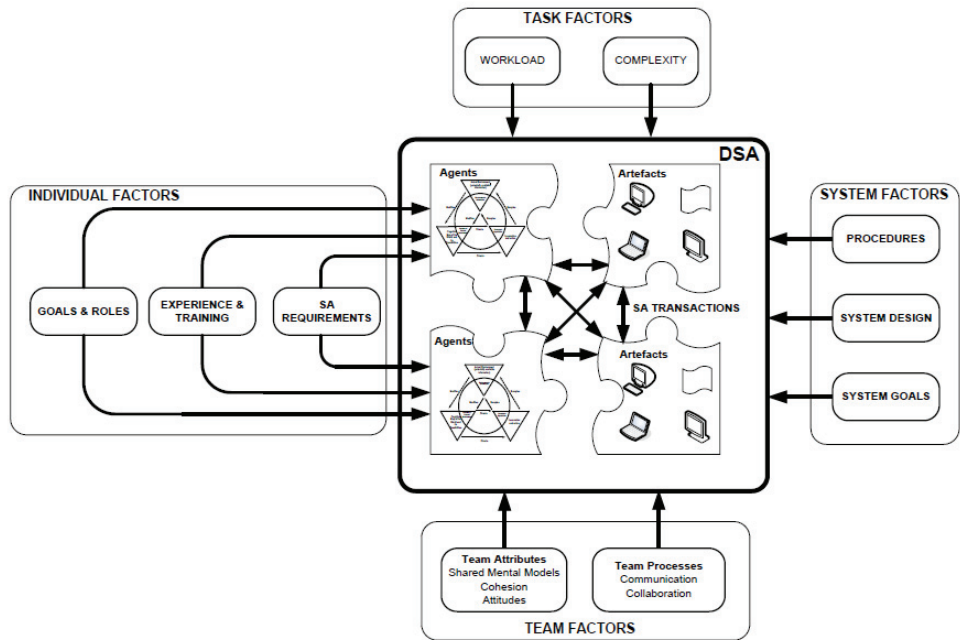 TASK FACTORS
WORKLOAD
COMPLEXITY
DSA
Agents
Artefacts
INDIVIDUAL FACTORS
SYSTEM FACTORS
PROCEDURES
GOALS & ROLES
EXPERIENCE &
TRAINING
SA
REQUIREMENTS
SA TRANSACTIONS
SYSTEM DESIGN
Agents
Artefacts
SYSTEM GOALS
Team Attributes
Shared Mental Models
Cohesion
Attitudes
Team Processes
Communication
Collaboration
TEAM FACTORS